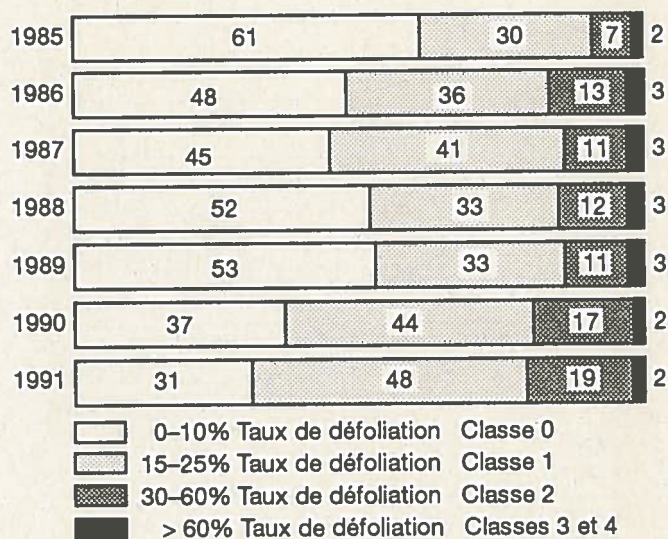 1985 61 30 7 2
1986 48 36 13 3
1987 45 41 11 3
1988 52 33 12 3
1989 53 33 11 3
1990 37 44 17 2
1991 31 48 19 2
0–10% Taux de défoliation Classe 0
15–25% Taux de défoliation Classe 1
30–60% Taux de défoliation Classe 2
> 60% Taux de défoliation Classes 3 et 4